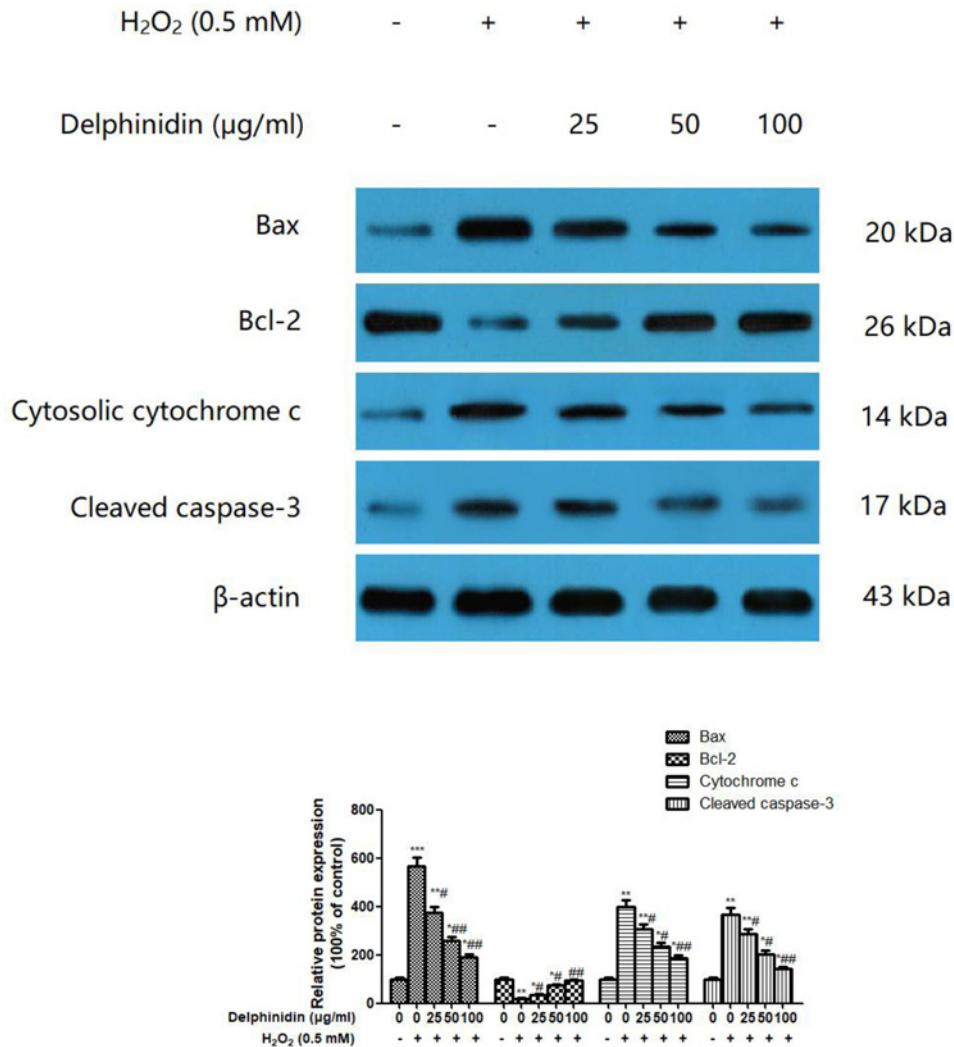 H₂O₂ (0.5 mM) - + + + +
Delphinidin (μg/ml) - - 25 50 100
Bax 20 kDa
Bcl-2 26 kDa
Cytosolic cytochrome c 14 kDa
Cleaved caspase-3 17 kDa
β-actin 43 kDa
Bax
Bcl-2
Cytochrome c
Cleaved caspase-3
Relative protein expression
(100% of control)
800
600
400
200
0
*** **# *## *##
** *# *# ##
** **# *# *##
** **# *# *##
Delphinidin (μg/ml) 0 0 25 50 100 0 0 25 50 100 0 0 25 50 100 0 0 25 50 100
H₂O₂ (0.5 mM) - + + + + - + + + + - + + + + - + + + +